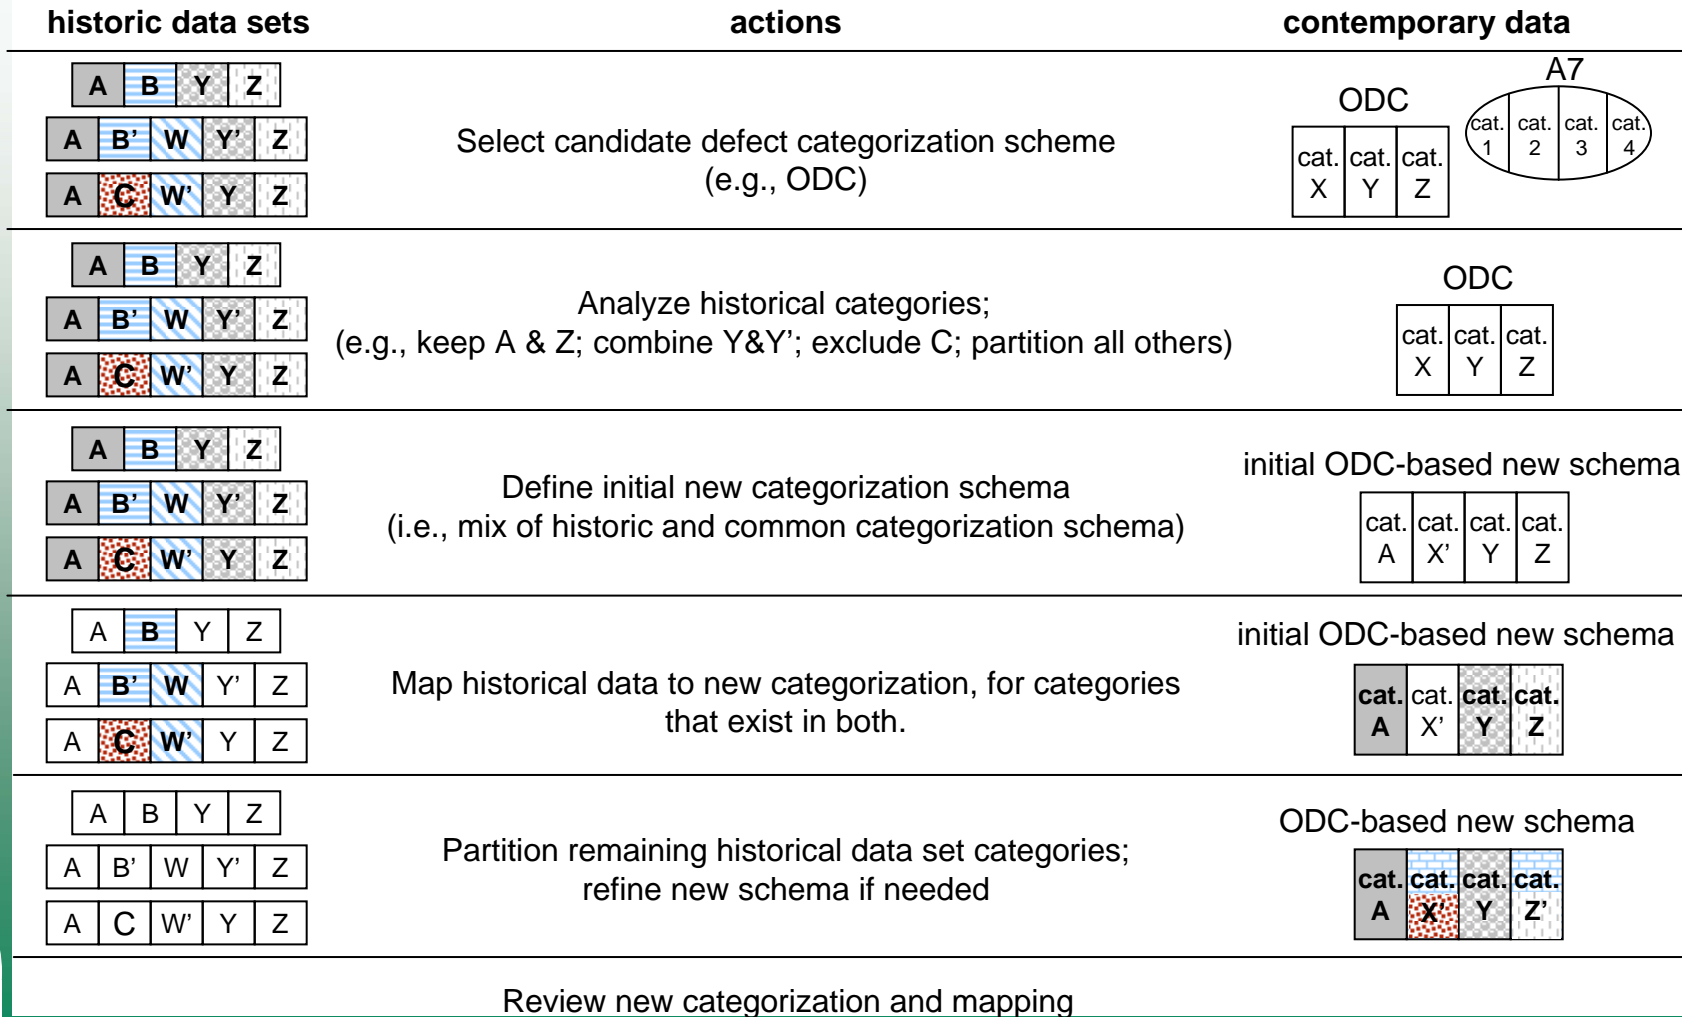 historic data sets actions contemporary data
A B Y Z
A B’ W Y’ Z
A C W’ Y Z
Select candidate defect categorization scheme
(e.g., ODC)
ODC
cat. cat. cat.
X Y Z
A7
cat. cat. cat. cat.
1 2 3 4
A B Y Z
A B’ W Y’ Z
A C W’ Y Z
Analyze historical categories;
(e.g., keep A & Z; combine Y&Y’; exclude C; partition all others)
ODC
cat. cat. cat.
X Y Z
A B Y Z
A B’ W Y’ Z
A C W’ Y Z
Define initial new categorization schema
(i.e., mix of historic and common categorization schema)
initial ODC-based new schema
cat. cat. cat. cat.
A X’ Y Z
A B Y Z
A B’ W Y’ Z
A C W’ Y Z
Map historical data to new categorization, for categories
that exist in both.
initial ODC-based new schema
cat. cat. cat. cat.
A X’ Y Z
A B Y Z
A B’ W Y’ Z
A C W’ Y Z
Partition remaining historical data set categories;
refine new schema if needed
ODC-based new schema
cat. cat. cat. cat.
A X’ Y Z’
Review new categorization and mapping